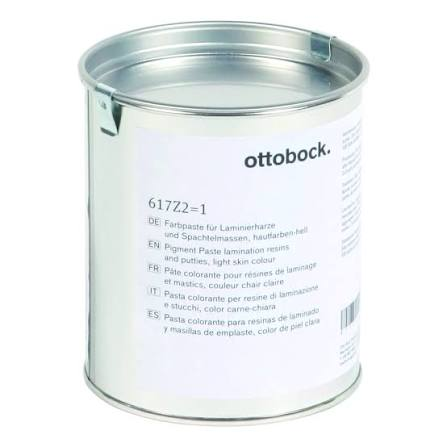 ottobock.
617Z2=1
DE Farbpaste für Laminierharze
und Spachtelmassen, hautfarben-hell
EN Pigment Paste lamination resins
and putties, light skin colour
FR Pâte colorante pour résines de laminage
et mastics, couleur chair claire
IT Pasta colorante per resine di laminazione
e stucchi, color carne-chiara
ES Pasta colorante para resinas de laminado
y masillas de emplaste, color de piel clara